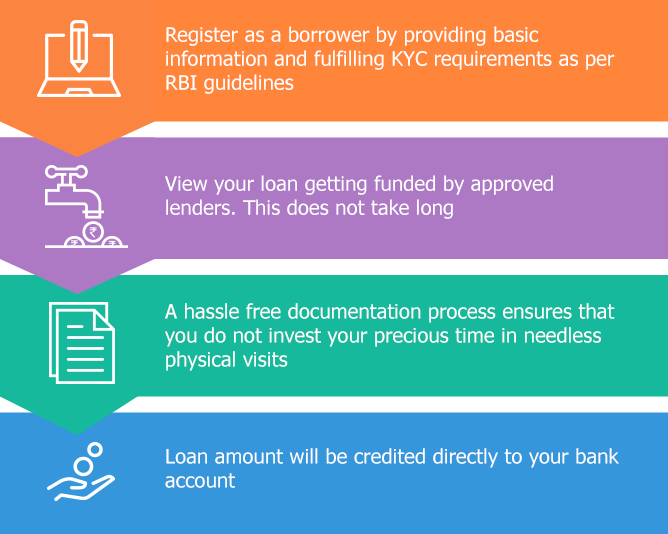 Register as a borrower by providing basic
information and fulfilling KYC requirements as per
RBI guidelines
View your loan getting funded by approved
lenders. This does not take long
₹
₹ ₹
A hassle free documentation process ensures that
you do not invest your precious time in needless
physical visits
Loan amount will be credited directly to your bank
account